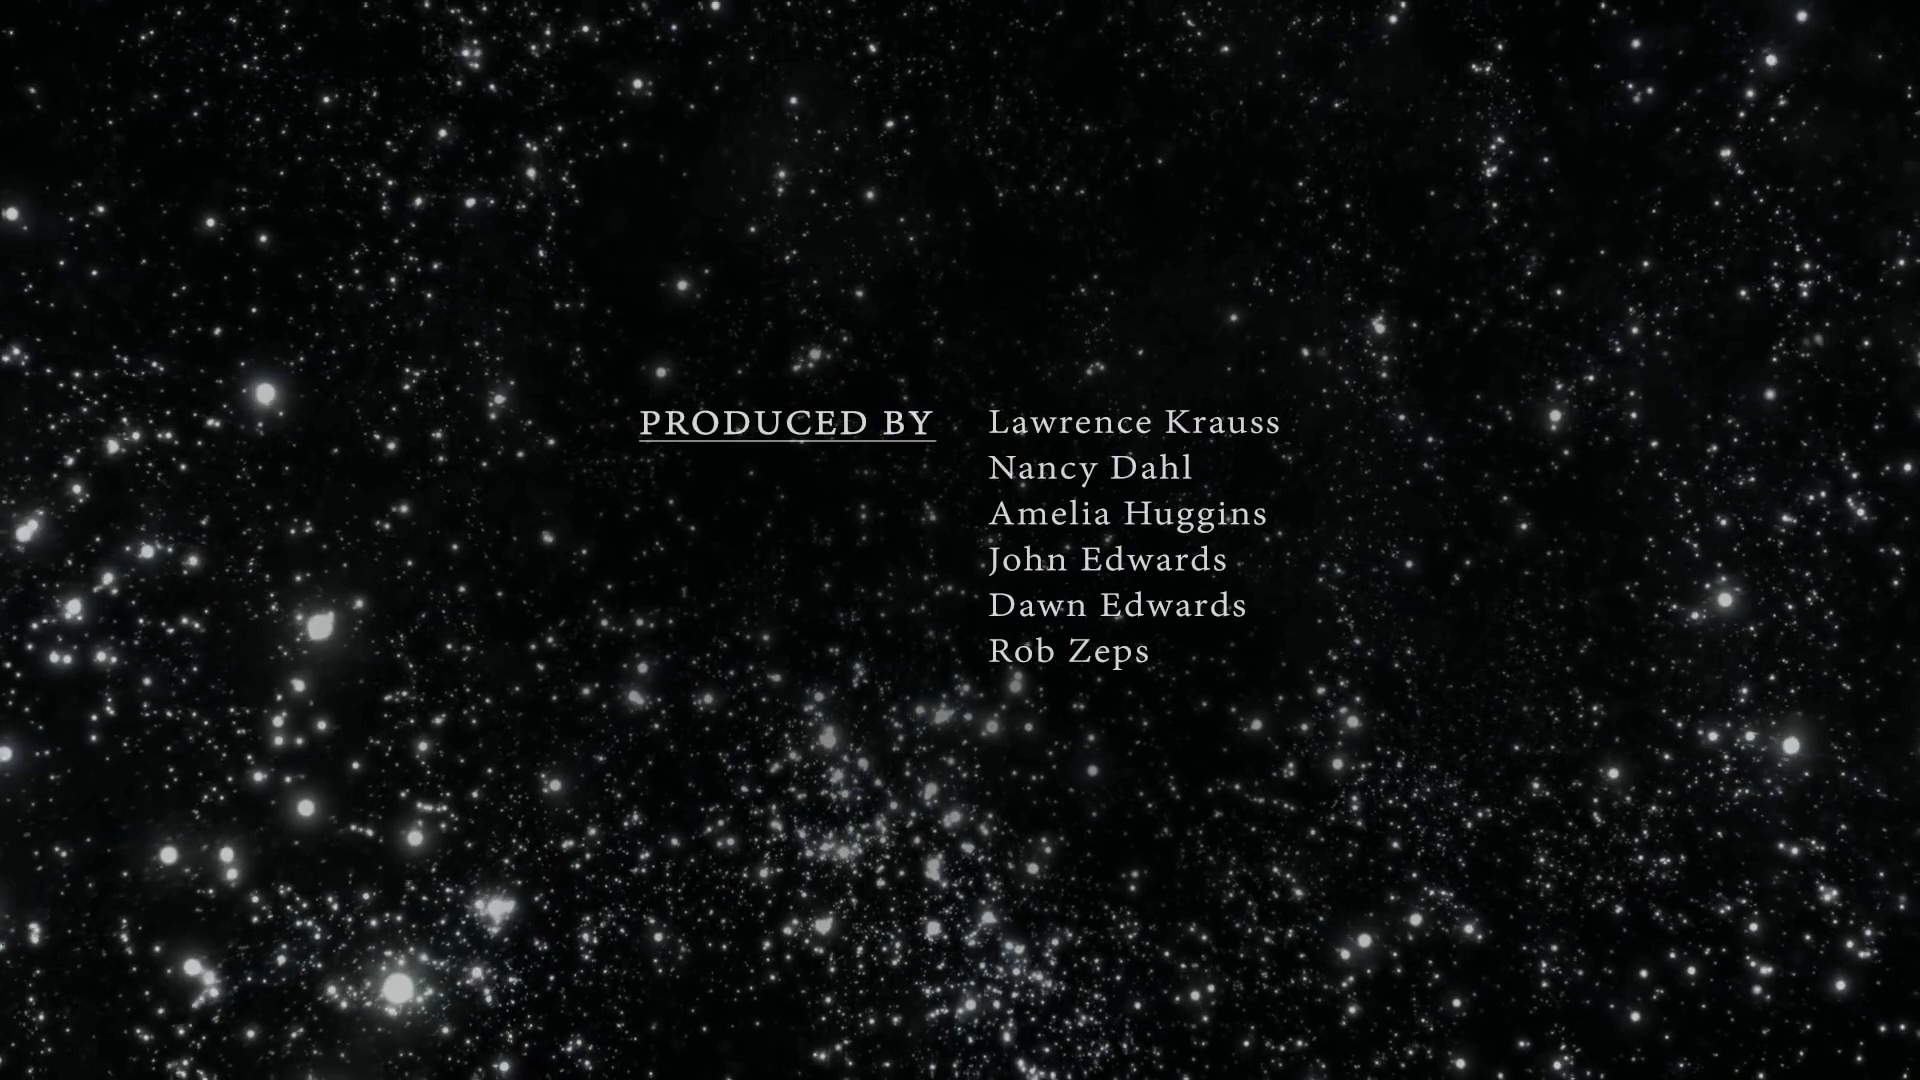 PRODUCED BY Lawrence Krauss
Nancy Dahl
Amelia Huggins
John Edwards
Dawn Edwards
Rob Zeps